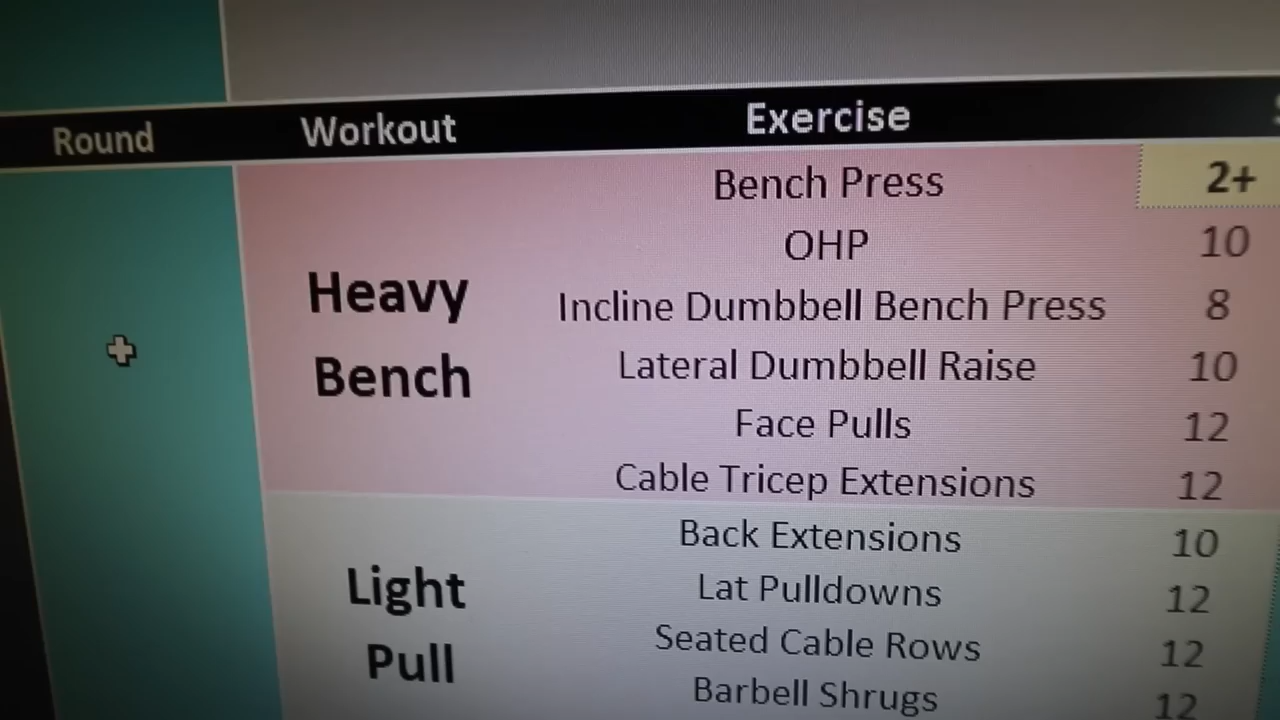 Round Workout Exercise
Bench Press 2+
OHP 10
Heavy Incline Dumbbell Bench Press 8
Bench Lateral Dumbbell Raise 10
Face Pulls 12
Cable Tricep Extensions 12
Back Extensions 10
Light Lat Pulldowns 12
Pull Seated Cable Rows 12
Barbell Shrugs 12